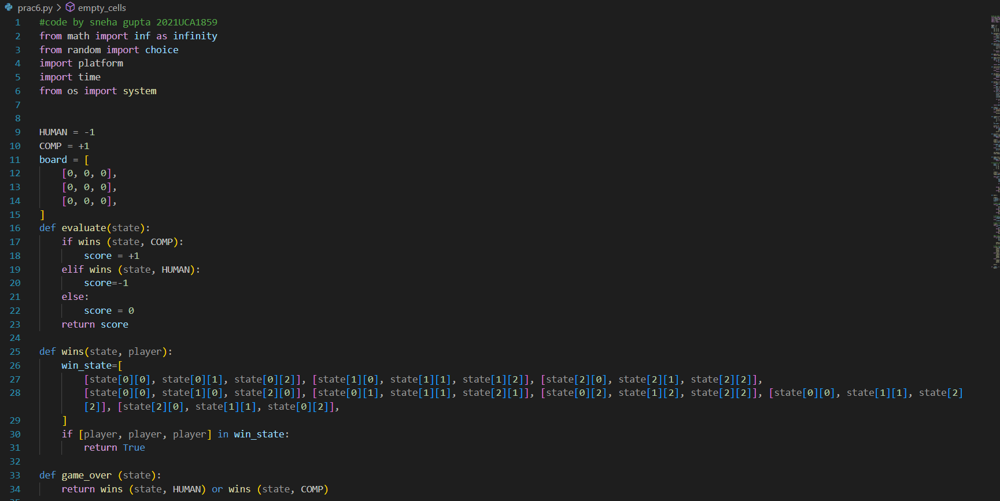 prac6.py > empty_cells
1 #code by sneha gupta 2021UCA1859
2 from math import inf as infinity
3 from random import choice
4 import platform
5 import time
6 from os import system
7
8
9 HUMAN = -1
10 COMP = +1
11 board = [
12     [0, 0, 0],
13     [0, 0, 0],
14     [0, 0, 0],
15 ]
16 def evaluate(state):
17     if wins (state, COMP):
18         score = +1
19     elif wins (state, HUMAN):
20         score=-1
21     else:
22         score = 0
23     return score
24
25 def wins(state, player):
26     win_state=[
27         [state[0][0], state[0][1], state[0][2]], [state[1][0], state[1][1], state[1][2]], [state[2][0], state[2][1], state[2][2]],
28         [state[0][0], state[1][0], state[2][0]], [state[0][1], state[1][1], state[2][1]], [state[0][2], state[1][2], state[2][2]], [state[0][0], state[1][1], state[2]
        [2]], [state[2][0], state[1][1], state[0][2]],
29     ]
30     if [player, player, player] in win_state:
31         return True
32
33 def game_over (state):
34     return wins (state, HUMAN) or wins (state, COMP)